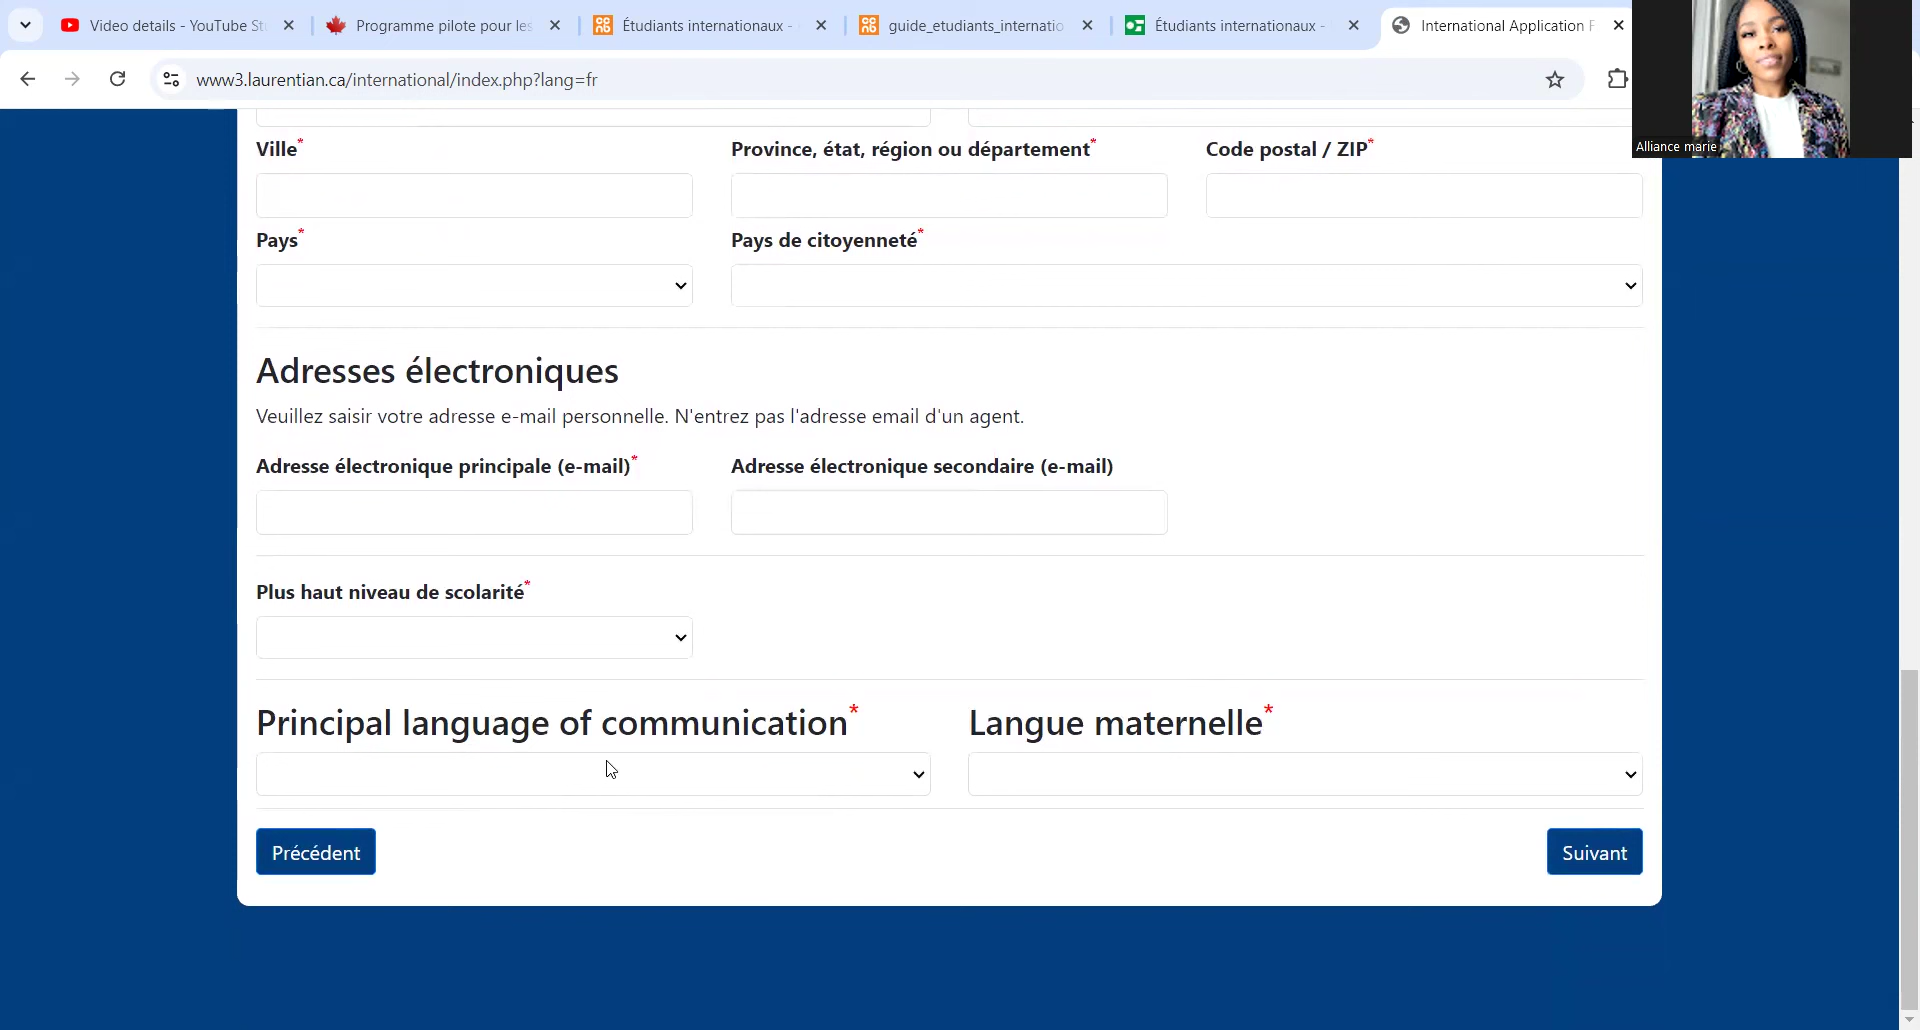 Video details - YouTube St
Programme pilote pour les
Étudiants internationaux -
guide_etudiants_internatio
Étudiants internationaux -
International Application F
www3.laurentian.ca/international/index.php?lang=fr
Alliance marie
Ville*
Province, état, région ou département*
Code postal / ZIP*
Pays*
Pays de citoyenneté*
Adresses électroniques
Veuillez saisir votre adresse e-mail personnelle. N'entrez pas l'adresse email d'un agent.
Adresse électronique principale (e-mail)*
Adresse électronique secondaire (e-mail)
Plus haut niveau de scolarité*
Principal language of communication*
Langue maternelle*
Précédent
Suivant